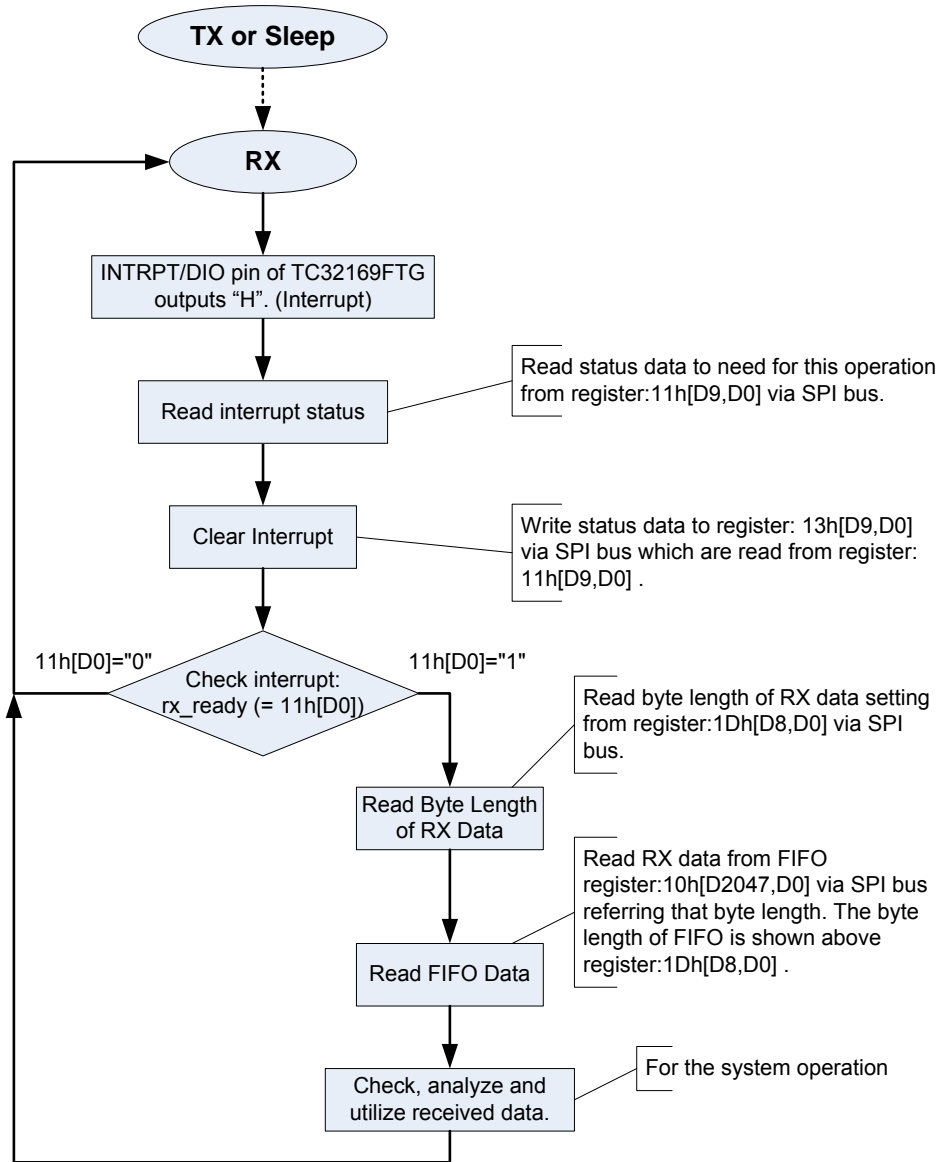 TX or Sleep
RX
INTRPT/DIO pin of TC32169FTG
outputs “H”. (Interrupt)
Read interrupt status
Read status data to need for this operation
from register:11h[D9,D0] via SPI bus.
Clear Interrupt
Write status data to register: 13h[D9,D0]
via SPI bus which are read from register:
11h[D9,D0] .
11h[D0]="0"
11h[D0]="1"
Check interrupt:
rx_ready (= 11h[D0])
Read byte length of RX data setting
from register:1Dh[D8,D0] via SPI
bus.
Read Byte Length
of RX Data
Read RX data from FIFO
register:10h[D2047,D0] via SPI bus
referring that byte length. The byte
length of FIFO is shown above
register:1Dh[D8,D0] .
Read FIFO Data
For the system operation
Check, analyze and
utilize received data.